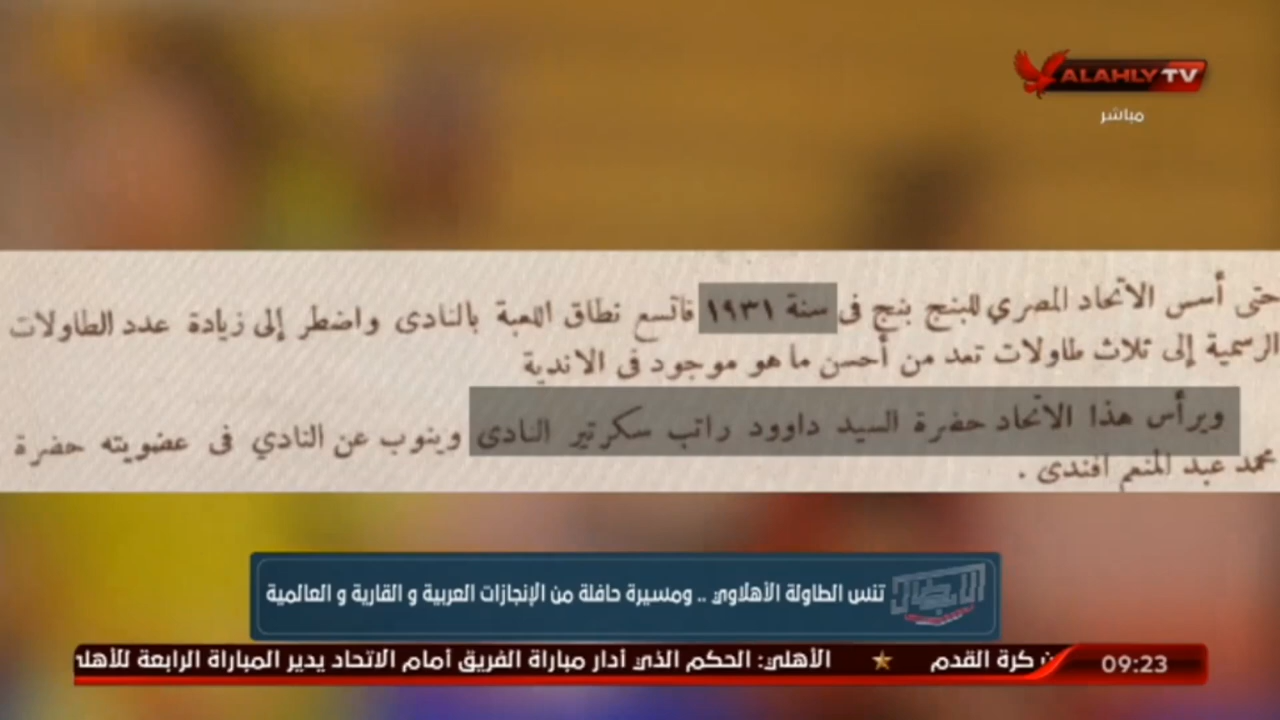 ALAHLY TV
مباشر
حتى أسس الاتحاد المصري للبنج بنج فى سنة ١٩٣١ فاتسع نطاق اللعبة بالنادى واضطر إلى زيادة عدد الطاولات
الرسمية إلى ثلاث طاولات تعد من أحسن ما هو موجود فى الاندية
ويرأس هذا الاتحاد حضرة السيد داوود راتب سكرتير النادى وينوب عن النادي فى عضويته حضرة
محمد عبد المنعم افندى .
تنس الطاولة الأهلاوي .. ومسيرة حافلة من الإنجازات العربية و القارية و العالمية
كرة القدم ★ الأهلي: الحكم الذي أدار مباراة الفريق أمام الاتحاد يدير المباراة الرابعة للأهلي
09:23